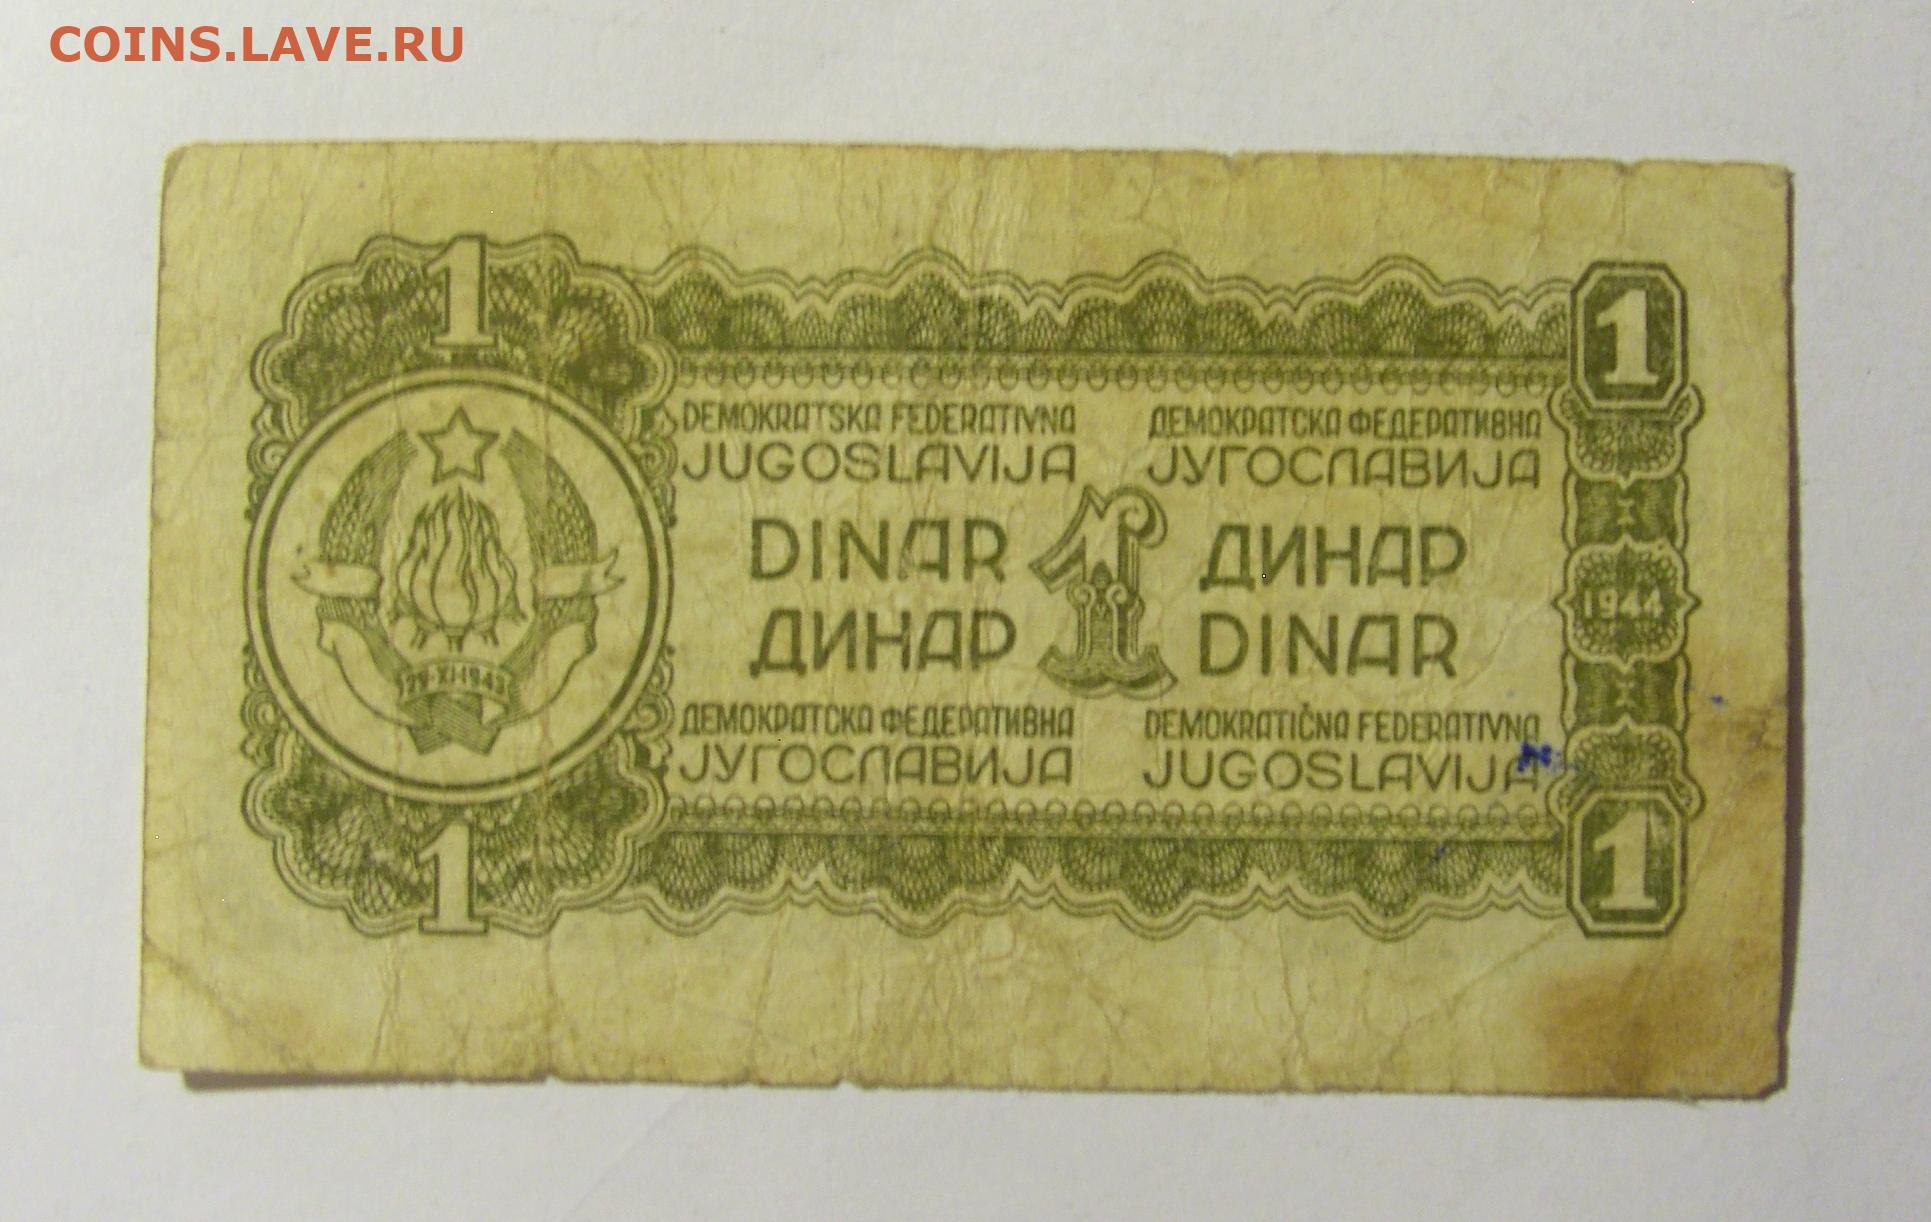 COINS.LAVE.RU
1
1
DEMOKRATSKA FEDERATIVNA
JUGOSLAVIJA
ДЕМОКРАТСКА ФЕДЕРАТИВНА
ЈУГОСЛАВИЈА
DINAR
ДИНАР
1
ДИНАР
DINAR
1944
29·XI·1943
ДЕМОКРАТСКА ФЕДЕРАТИВНА
ЈУГОСЛАВИЈА
DEMOKRATIČNA FEDERATIVNA
JUGOSLAVIJA
1
1